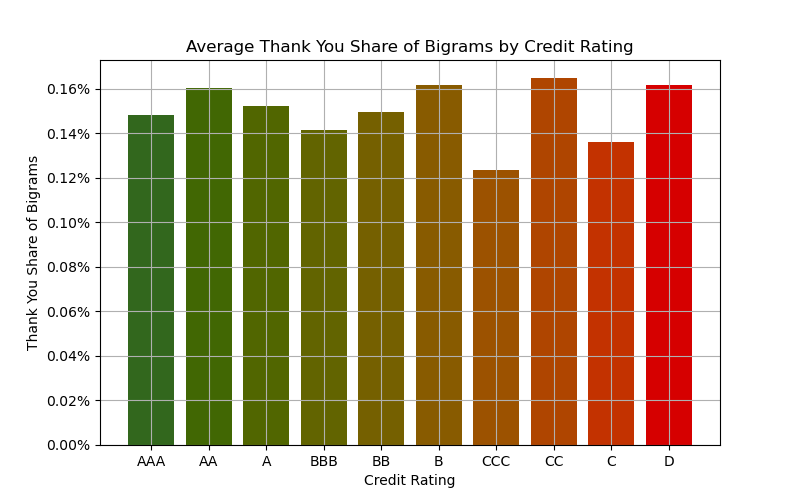 Average Thank You Share of Bigrams by Credit Rating
Thank You Share of Bigrams
0.16%
0.14%
0.12%
0.10%
0.08%
0.06%
0.04%
0.02%
0.00%
AAA AA A BBB BB B CCC CC C D
Credit Rating